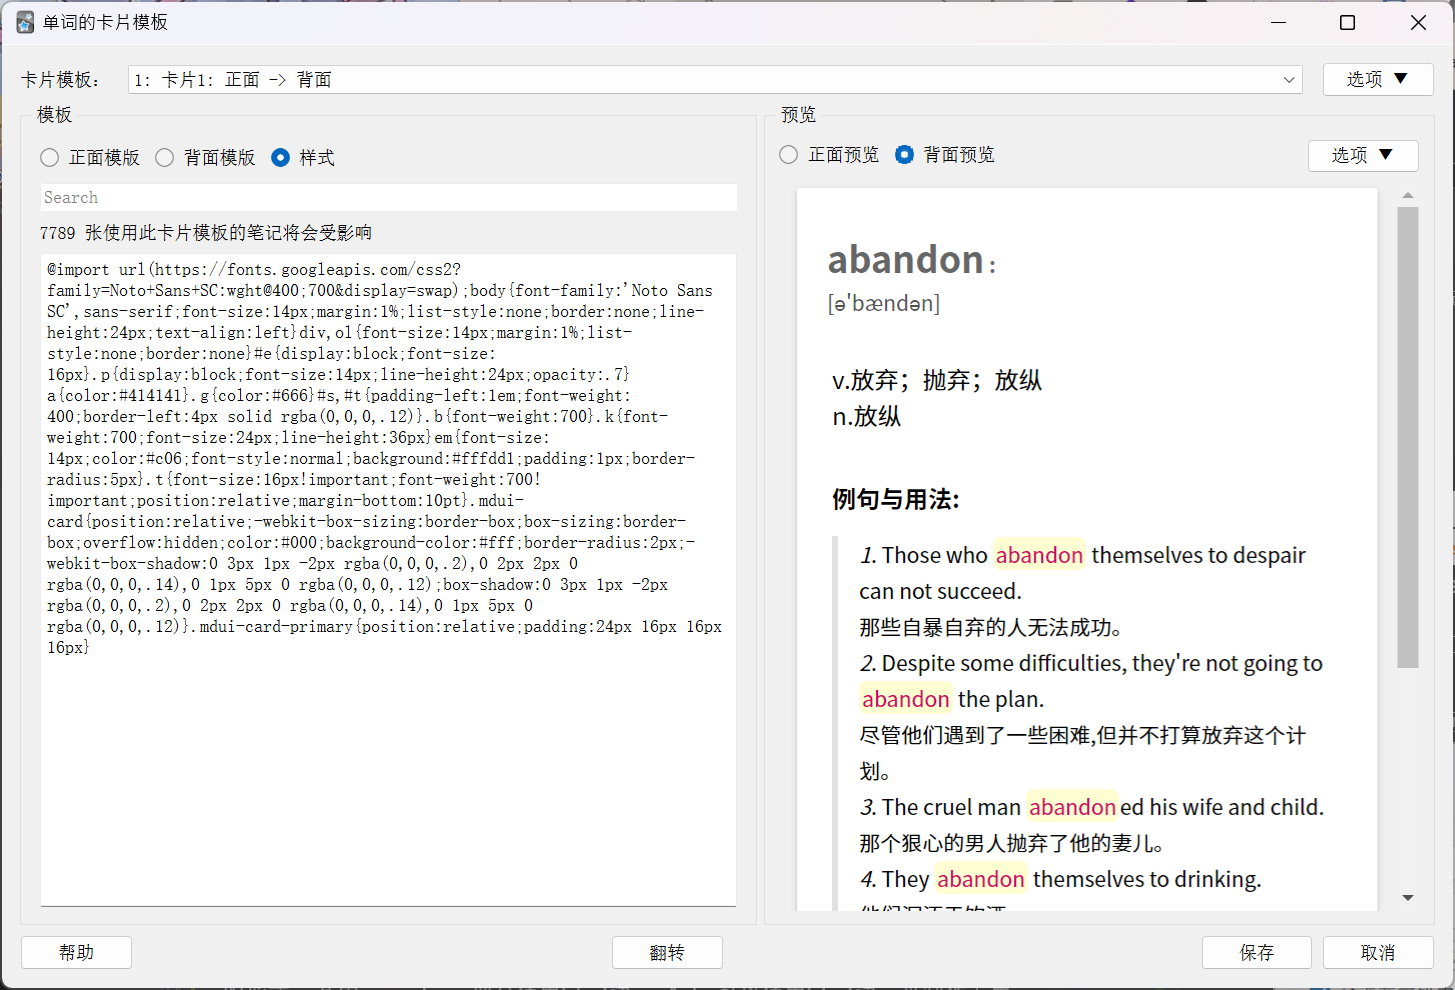 单词的卡片模板
卡片模板：
1: 卡片1: 正面 -> 背面
选项 ▼
模板
正面模版
背面模版
样式
Search
7789 张使用此卡片模板的笔记将会受影响
@import url(https://fonts.googleapis.com/css2?
family=Noto+Sans+SC:wght@400;700&display=swap);body{font-family:'Noto Sans
SC',sans-serif;font-size:14px;margin:1%;list-style:none;border:none;line-
height:24px;text-align:left}div,ol{font-size:14px;margin:1%;list-
style:none;border:none}#e{display:block;font-size:
16px}.p{display:block;font-size:14px;line-height:24px;opacity:.7}
a{color:#414141}.g{color:#666}#s,#t{padding-left:1em;font-weight:
400;border-left:4px solid rgba(0,0,0,.12)}.b{font-weight:700}.k{font-
weight:700;font-size:24px;line-height:36px}em{font-size:
14px;color:#c06;font-style:normal;background:#fffdd1;padding:1px;border-
radius:5px}.t{font-size:16px!important;font-weight:700!
important;position:relative;margin-bottom:10pt}.mdui-
card{position:relative;-webkit-box-sizing:border-box;box-sizing:border-
box;overflow:hidden;color:#000;background-color:#fff;border-radius:2px;-
webkit-box-shadow:0 3px 1px -2px rgba(0,0,0,.2),0 2px 2px 0
rgba(0,0,0,.14),0 1px 5px 0 rgba(0,0,0,.12);box-shadow:0 3px 1px -2px
rgba(0,0,0,.2),0 2px 2px 0 rgba(0,0,0,.14),0 1px 5px 0
rgba(0,0,0,.12)}.mdui-card-primary{position:relative;padding:24px 16px 16px
16px}
预览
正面预览
背面预览
选项 ▼
abandon：
[ə'bændən]
v.放弃；抛弃；放纵
n.放纵
例句与用法:
1. Those who abandon themselves to despair
can not succeed.
那些自暴自弃的人无法成功。
2. Despite some difficulties, they're not going to
abandon the plan.
尽管他们遇到了一些困难,但并不打算放弃这个计
划。
3. The cruel man abandoned his wife and child.
那个狠心的男人抛弃了他的妻儿。
4. They abandon themselves to drinking.
帮助
翻转
保存
取消